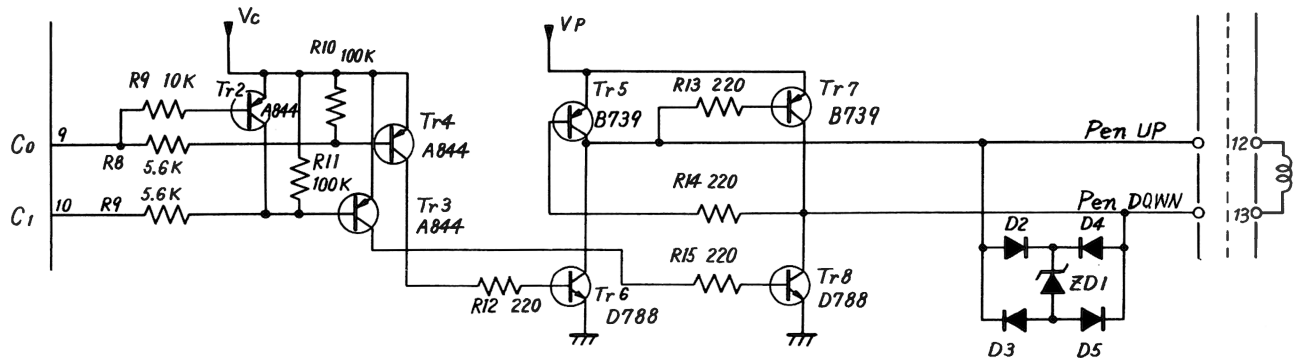 Vc
VP
R10
100K
R9 10K
Tr2
A844
Tr5
B739
R13 220
Tr7
B739
Tr4
A844
C0
9
R8
5.6K
R11
100K
Pen UP
12
C1
10
R9
5.6K
Tr3
A844
R14 220
Pen DQWN
13
D2
D4
R15 220
ZD1
R12 220
Tr6
D788
Tr8
D788
D3
D5